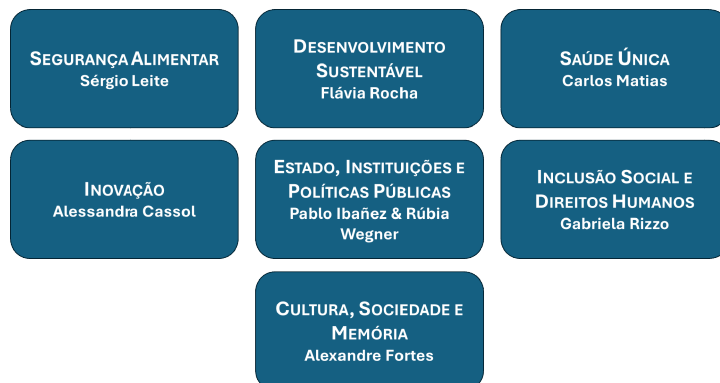 SEGURANÇA ALIMENTAR
Sérgio Leite
DESENVOLVIMENTO
SUSTENTÁVEL
Flávia Rocha
SAÚDE ÚNICA
Carlos Matias
INOVAÇÃO
Alessandra Cassol
ESTADO, INSTITUIÇÕES E
POLÍTICAS PÚBLICAS
Pablo Ibañez & Rúbia
Wegner
INCLUSÃO SOCIAL E
DIREITOS HUMANOS
Gabriela Rizzo
CULTURA, SOCIEDADE E
MEMÓRIA
Alexandre Fortes